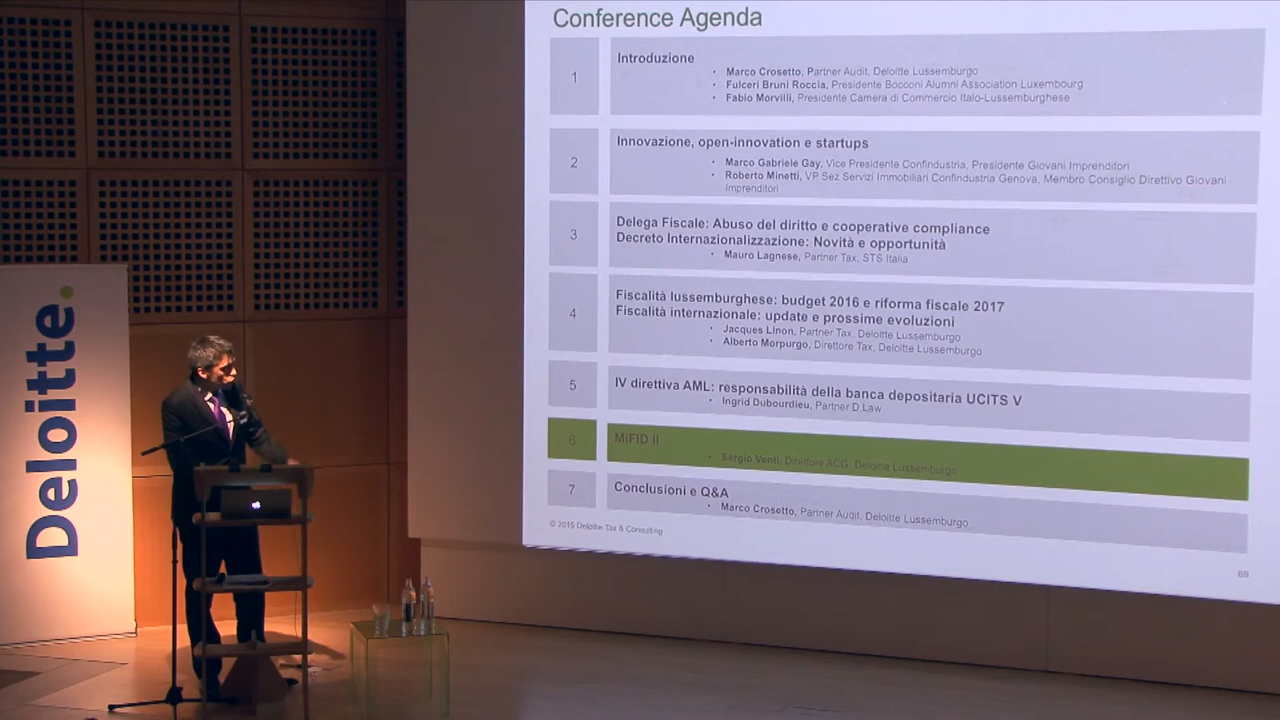 Conference Agenda
1
Introduzione
• Marco Crosetto, Partner Audit, Deloitte Lussemburgo
• Fulceri Bruni Roccia, Presidente Bocconi Alumni Association Luxembourg
• Fabio Morvilli, Presidente Camera di Commercio Italo-Lussemburghese
2
Innovazione, open-innovation e startups
• Marco Gabriele Gay, Vice Presidente Confindustria, Presidente Giovani Imprenditori
• Roberto Minetti, VP Sez Servizi Immobiliari Confindustria Genova, Membro Consiglio Direttivo Giovani
Imprenditori
3
Delega Fiscale: Abuso del diritto e cooperative compliance
Decreto Internazionalizzazione: Novità e opportunità
• Mauro Lagnese, Partner Tax, STS Italia
4
Fiscalità lussemburghese: budget 2016 e riforma fiscale 2017
Fiscalità internazionale: update e prossime evoluzioni
• Jacques Linon, Partner Tax, Deloitte Lussemburgo
• Alberto Morpurgo, Direttore Tax, Deloitte Lussemburgo
5
IV direttiva AML: responsabilità della banca depositaria UCITS V
• Ingrid Dubourdieu, Partner D.Law
6
MiFID II
• Sergio Venti, Direttore ACG, Deloitte Lussemburgo
7
Conclusioni e Q&A
• Marco Crosetto, Partner Audit, Deloitte Lussemburgo
© 2015 Deloitte Tax & Consulting
69
Deloitte.